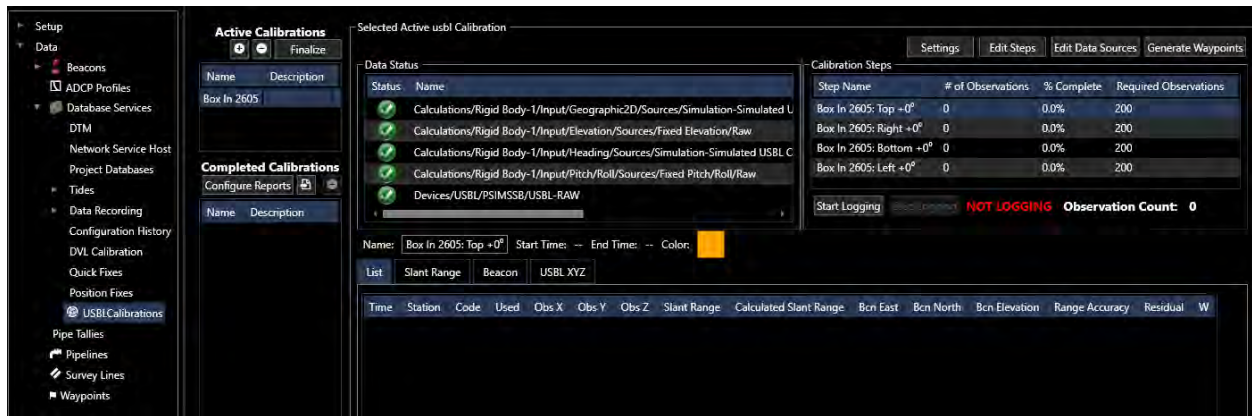 Setup
Data
Beacons
ADCP Profiles
Database Services
DTM
Network Service Host
Project Databases
Tides
Data Recording
Configuration History
DVL Calibration
Quick Fixes
Position Fixes
USBLCalibrations
Pipe Tallies
Pipelines
Survey Lines
Waypoints
Active Calibrations
Finalize
Name Description
Box In 2605
Completed Calibrations
Configure Reports
Name Description
Selected Active usbl Calibration
Settings Edit Steps Edit Data Sources Generate Waypoints
Data Status
Status Name
Calculations/Rigid Body-1/Input/Geographic2D/Sources/Simulation-Simulated U
Calculations/Rigid Body-1/Input/Elevation/Sources/Fixed Elevation/Raw
Calculations/Rigid Body-1/Input/Heading/Sources/Simulation-Simulated USBL C
Calculations/Rigid Body-1/Input/Pitch/Roll/Sources/Fixed Pitch/Roll/Raw
Devices/USBL/PSIMSSB/USBL-RAW
Calibration Steps
Step Name # of Observations % Complete Required Observations
Box In 2605: Top +0° 0 0.0% 200
Box In 2605: Right +0° 0 0.0% 200
Box In 2605: Bottom +0° 0 0.0% 200
Box In 2605: Left +0° 0 0.0% 200
Start Logging NOT LOGGING Observation Count: 0
Name: Box In 2605: Top +0° Start Time: -- End Time: -- Color:
List Slant Range Beacon USBL XYZ
Time Station Code Used Obs X Obs Y Obs Z Slant Range Calculated Slant Range Bcn East Bcn North Bcn Elevation Range Accuracy Residual W